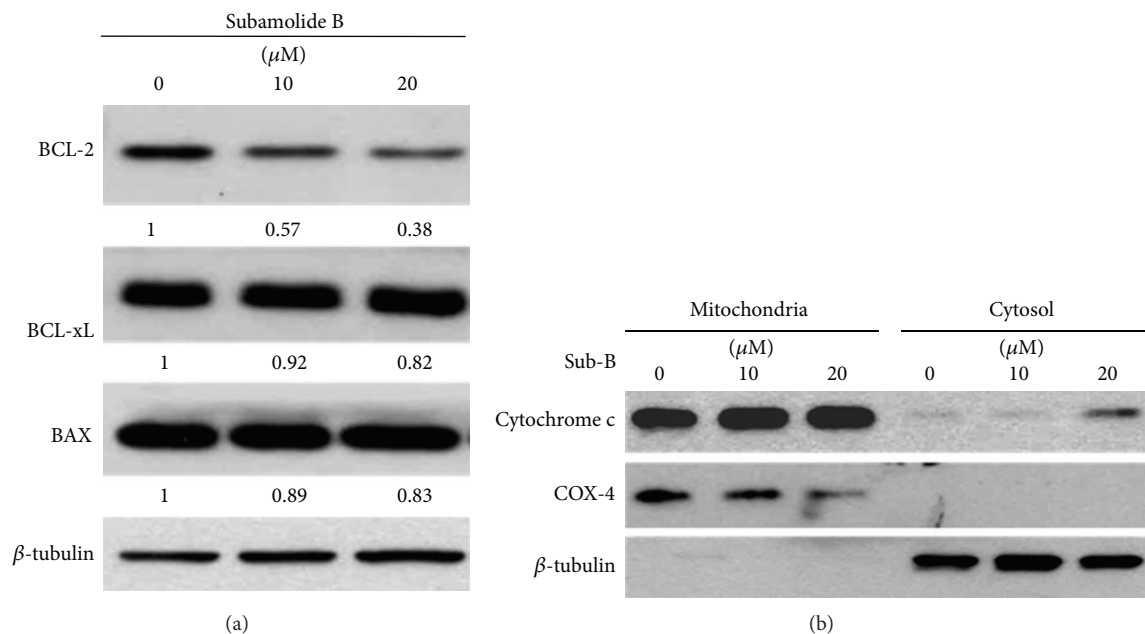 Subamolide B
(μM)
0 10 20
BCL-2
1 0.57 0.38
BCL-xL
1 0.92 0.82
BAX
1 0.89 0.83
β-tubulin
(a)
Mitochondria Cytosol
Sub-B (μM) (μM)
0 10 20 0 10 20
Cytochrome c
COX-4
β-tubulin
(b)